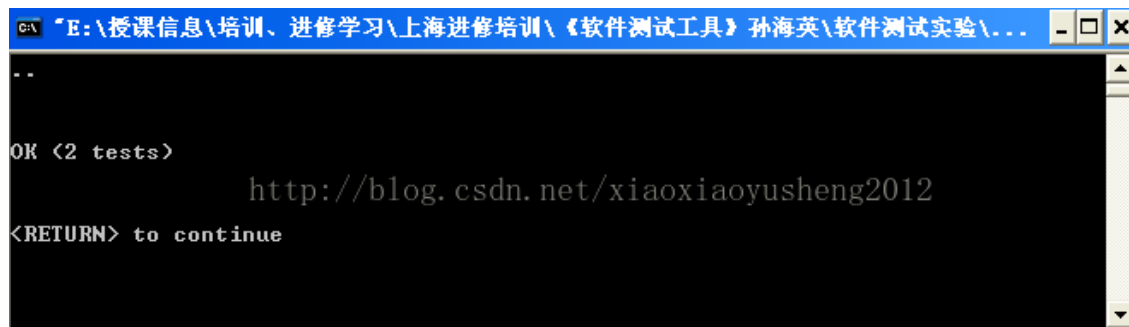 "E:\授课信息\培训、进修学习\上海进修培训\《软件测试工具》孙海英\软件测试实验\...
..
OK (2 tests)
http://blog.csdn.net/xiaoxiaoyusheng2012
<RETURN> to continue